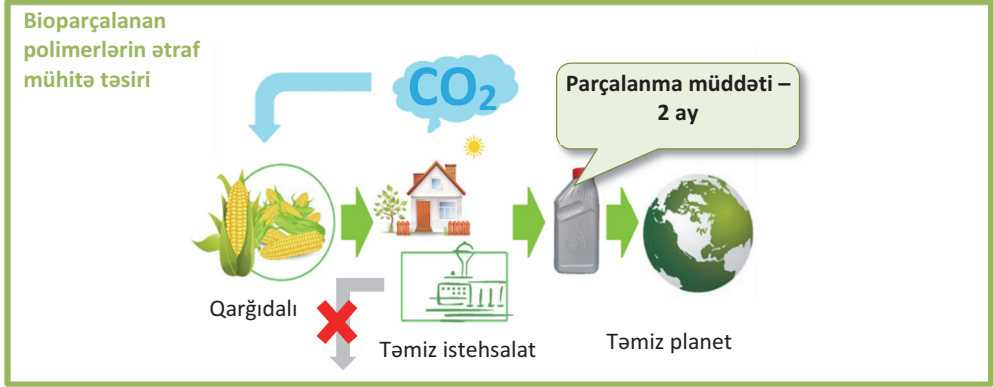 Bioparçalanan
polimerlərin ətraf
mühitə təsiri
CO₂
Parçalanma müddəti –
2 ay
Qarğıdalı
Təmiz istehsalat
Təmiz planet